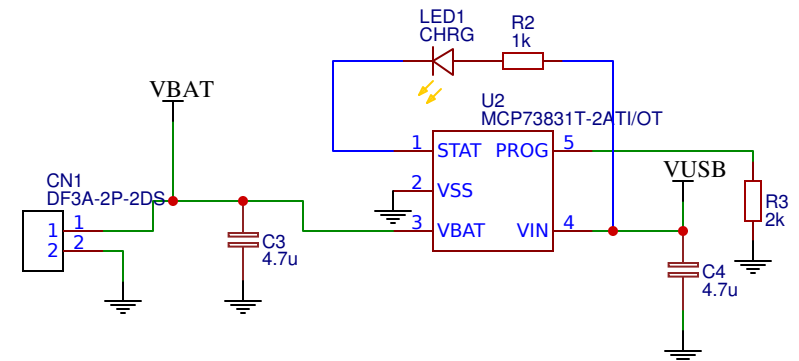 LED1
CHRG
R2
1k
VBAT
U2
MCP73831T-2ATI/OT
1
STAT
PROG
5
2
VSS
3
VBAT
VIN
4
VUSB
R3
2k
CN1
DF3A-2P-2DS
1
1
2
2
C3
4.7u
C4
4.7u